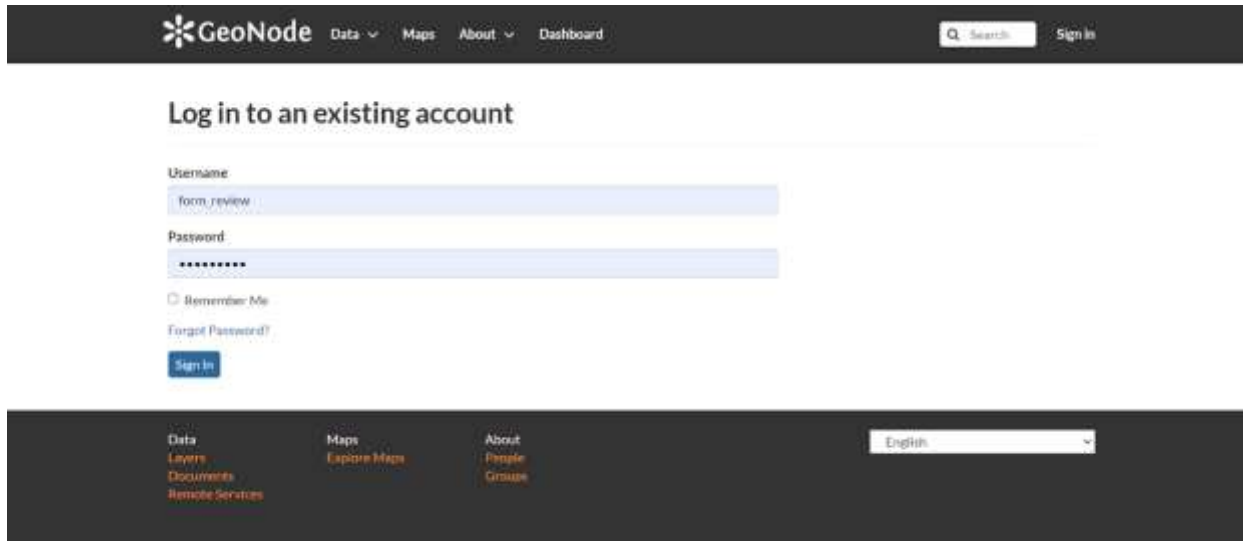 GeoNode Data Maps About Dashboard Search Sign in
Log in to an existing account
Username
form_review
Password
Remember Me
Forgot Password?
Sign In
Data Maps About English
Layers Explore Maps People
Documents Groups
Remote Services